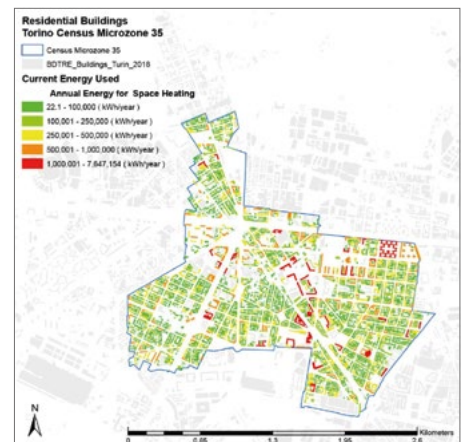 Residential Buildings
Torino Census Microzone 35
Census Microzone 35
BDTRE_Buildings_Turin_2018
Current Energy Used
Annual Energy for Space Heating
22.1 - 100,000 ( kWh/year )
100,001 - 250,000 ( kWh/year )
250,001 - 500,000 ( kWh/year )
500,001 - 1,000,000 ( kWh/year )
1,000,001 - 7,647,154 ( kWh/year )
N
Kilometers
0 0.65 1.3 1.95 2.6